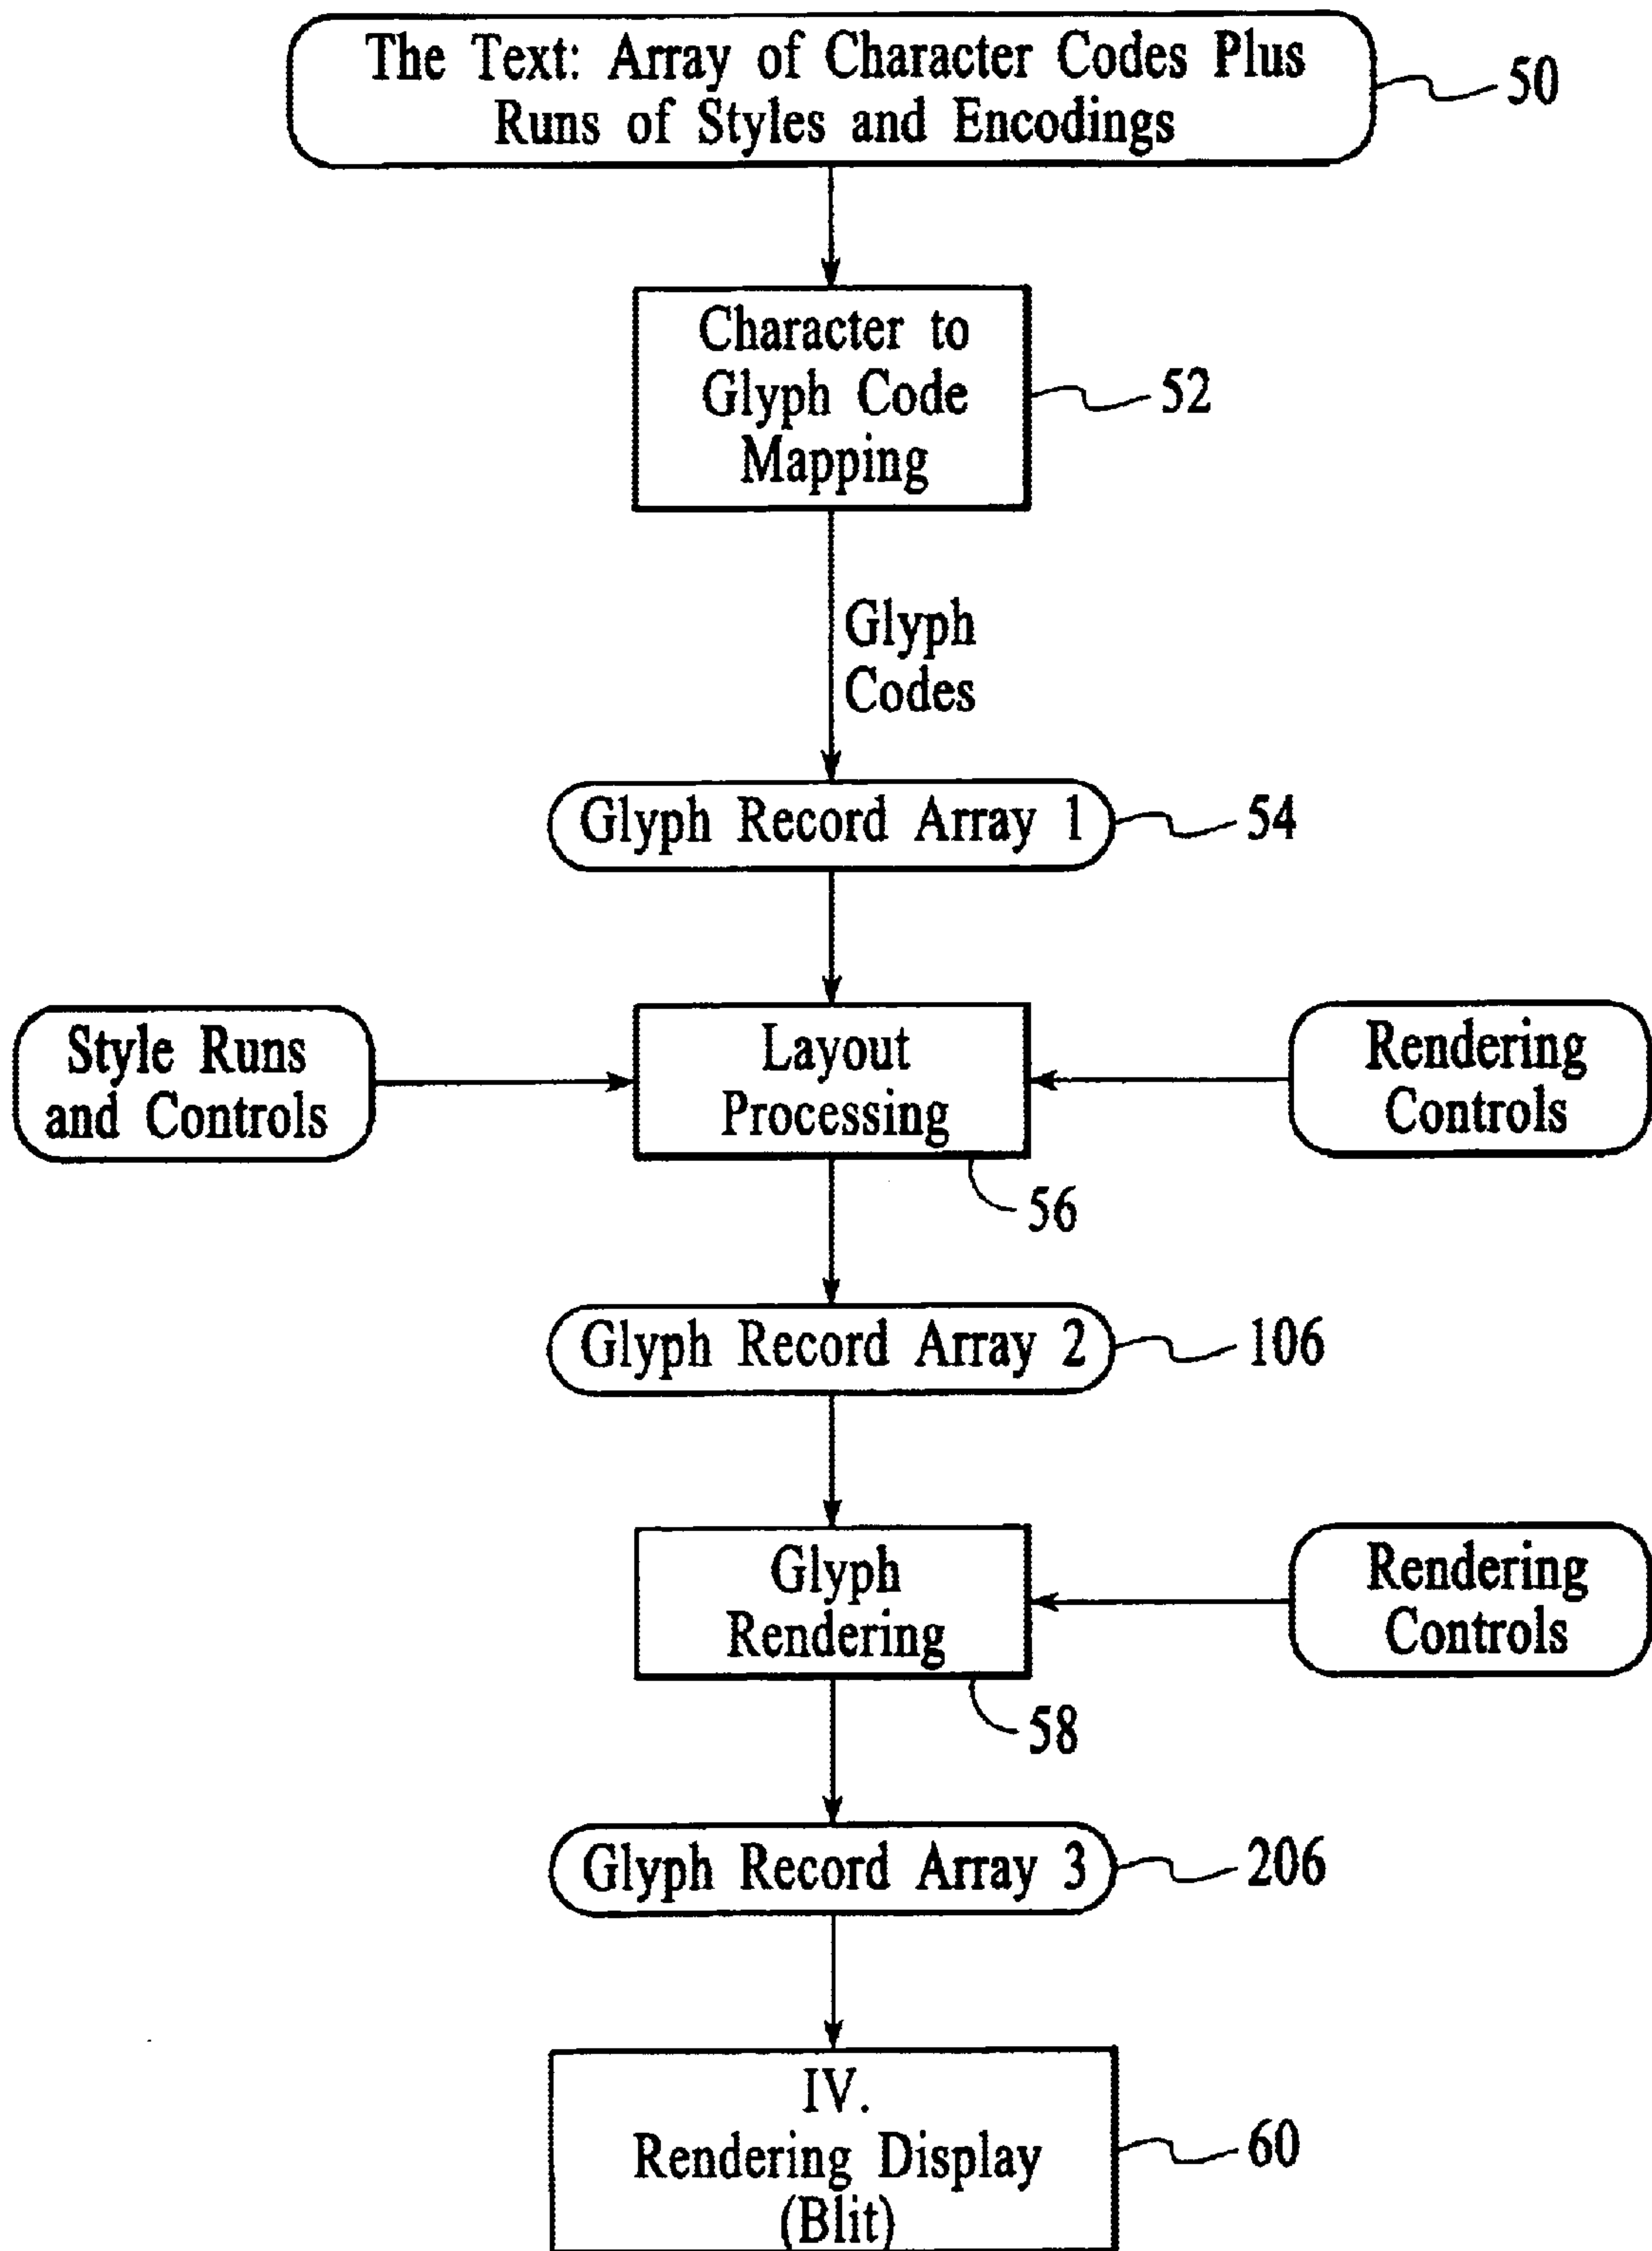 The Text: Array of Character Codes Plus
Runs of Styles and Encodings
50
Character to
Glyph Code
Mapping
52
Glyph
Codes
Glyph Record Array 1
54
Style Runs
and Controls
Layout
Processing
Rendering
Controls
56
Glyph Record Array 2
106
Glyph
Rendering
Rendering
Controls
58
Glyph Record Array 3
206
IV.
Rendering Display
(Blit)
60